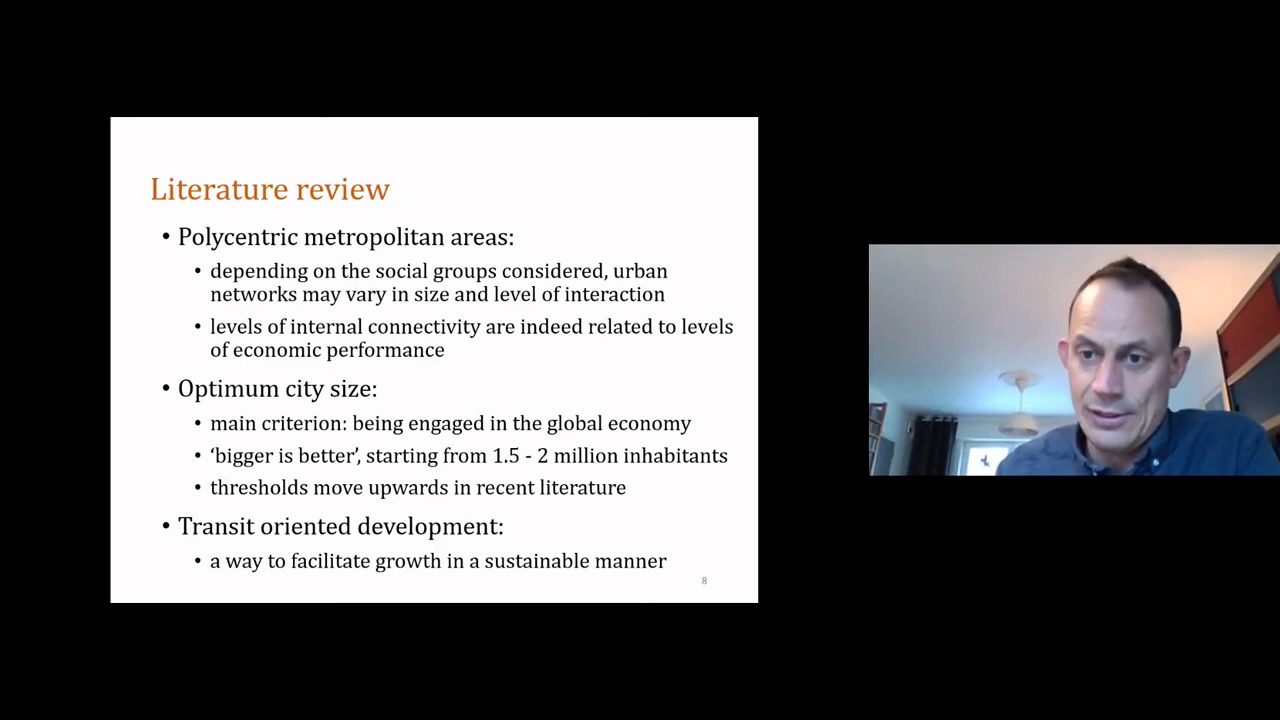 Literature review
• Polycentric metropolitan areas:
• depending on the social groups considered, urban
networks may vary in size and level of interaction
• levels of internal connectivity are indeed related to levels
of economic performance
• Optimum city size:
• main criterion: being engaged in the global economy
• ‘bigger is better’, starting from 1.5 - 2 million inhabitants
• thresholds move upwards in recent literature
• Transit oriented development:
• a way to facilitate growth in a sustainable manner
8